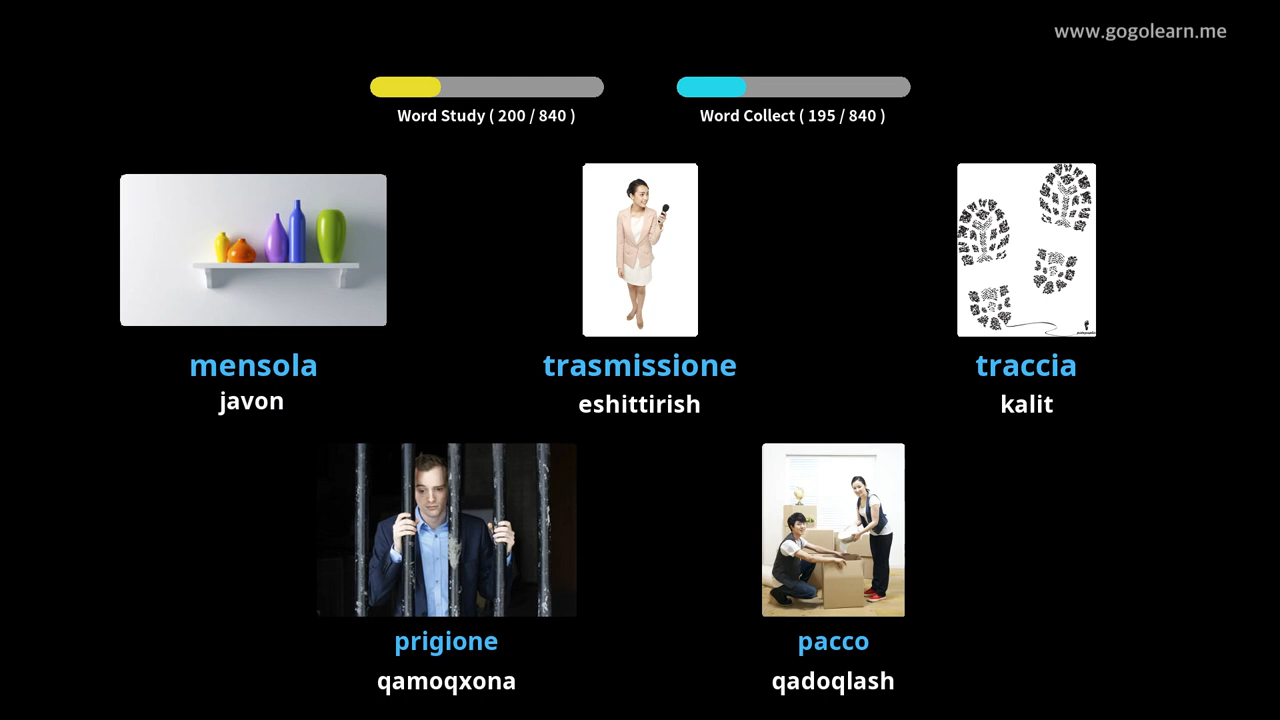 www.gogolearn.me
Word Study ( 200 / 840 )
Word Collect ( 195 / 840 )
mensola
javon
trasmissione
eshittirish
traccia
kalit
prigione
qamoqxona
pacco
qadoqlash